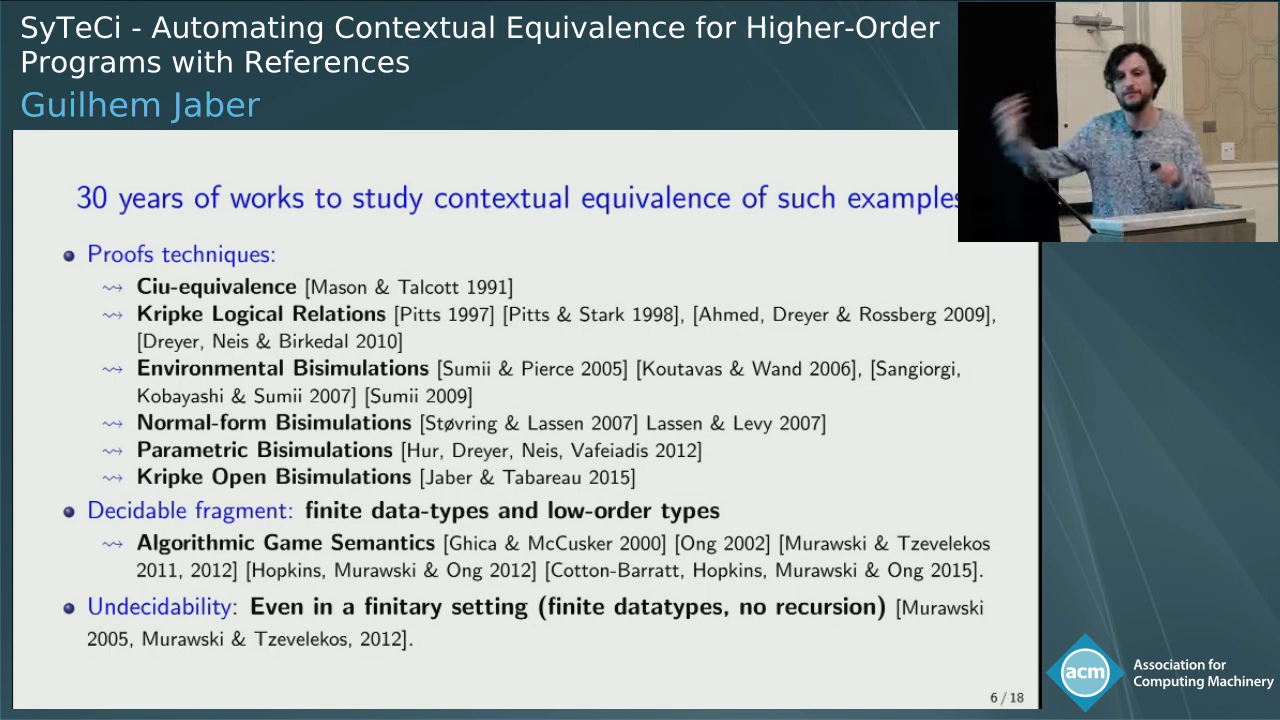 SyTeCi - Automating Contextual Equivalence for Higher-Order
Programs with References
Guilhem Jaber
30 years of works to study contextual equivalence of such examples
Proofs techniques:
⇝ Ciu-equivalence [Mason & Talcott 1991]
⇝ Kripke Logical Relations [Pitts 1997] [Pitts & Stark 1998], [Ahmed, Dreyer & Rossberg 2009],
[Dreyer, Neis & Birkedal 2010]
⇝ Environmental Bisimulations [Sumii & Pierce 2005] [Koutavas & Wand 2006], [Sangiorgi,
Kobayashi & Sumii 2007] [Sumii 2009]
⇝ Normal-form Bisimulations [Støvring & Lassen 2007] Lassen & Levy 2007]
⇝ Parametric Bisimulations [Hur, Dreyer, Neis, Vafeiadis 2012]
⇝ Kripke Open Bisimulations [Jaber & Tabareau 2015]
Decidable fragment: finite data-types and low-order types
⇝ Algorithmic Game Semantics [Ghica & McCusker 2000] [Ong 2002] [Murawski & Tzevelekos
2011, 2012] [Hopkins, Murawski & Ong 2012] [Cotton-Barratt, Hopkins, Murawski & Ong 2015].
Undecidability: Even in a finitary setting (finite datatypes, no recursion) [Murawski
2005, Murawski & Tzevelekos, 2012].
6 / 18
acm
Association for
Computing Machinery